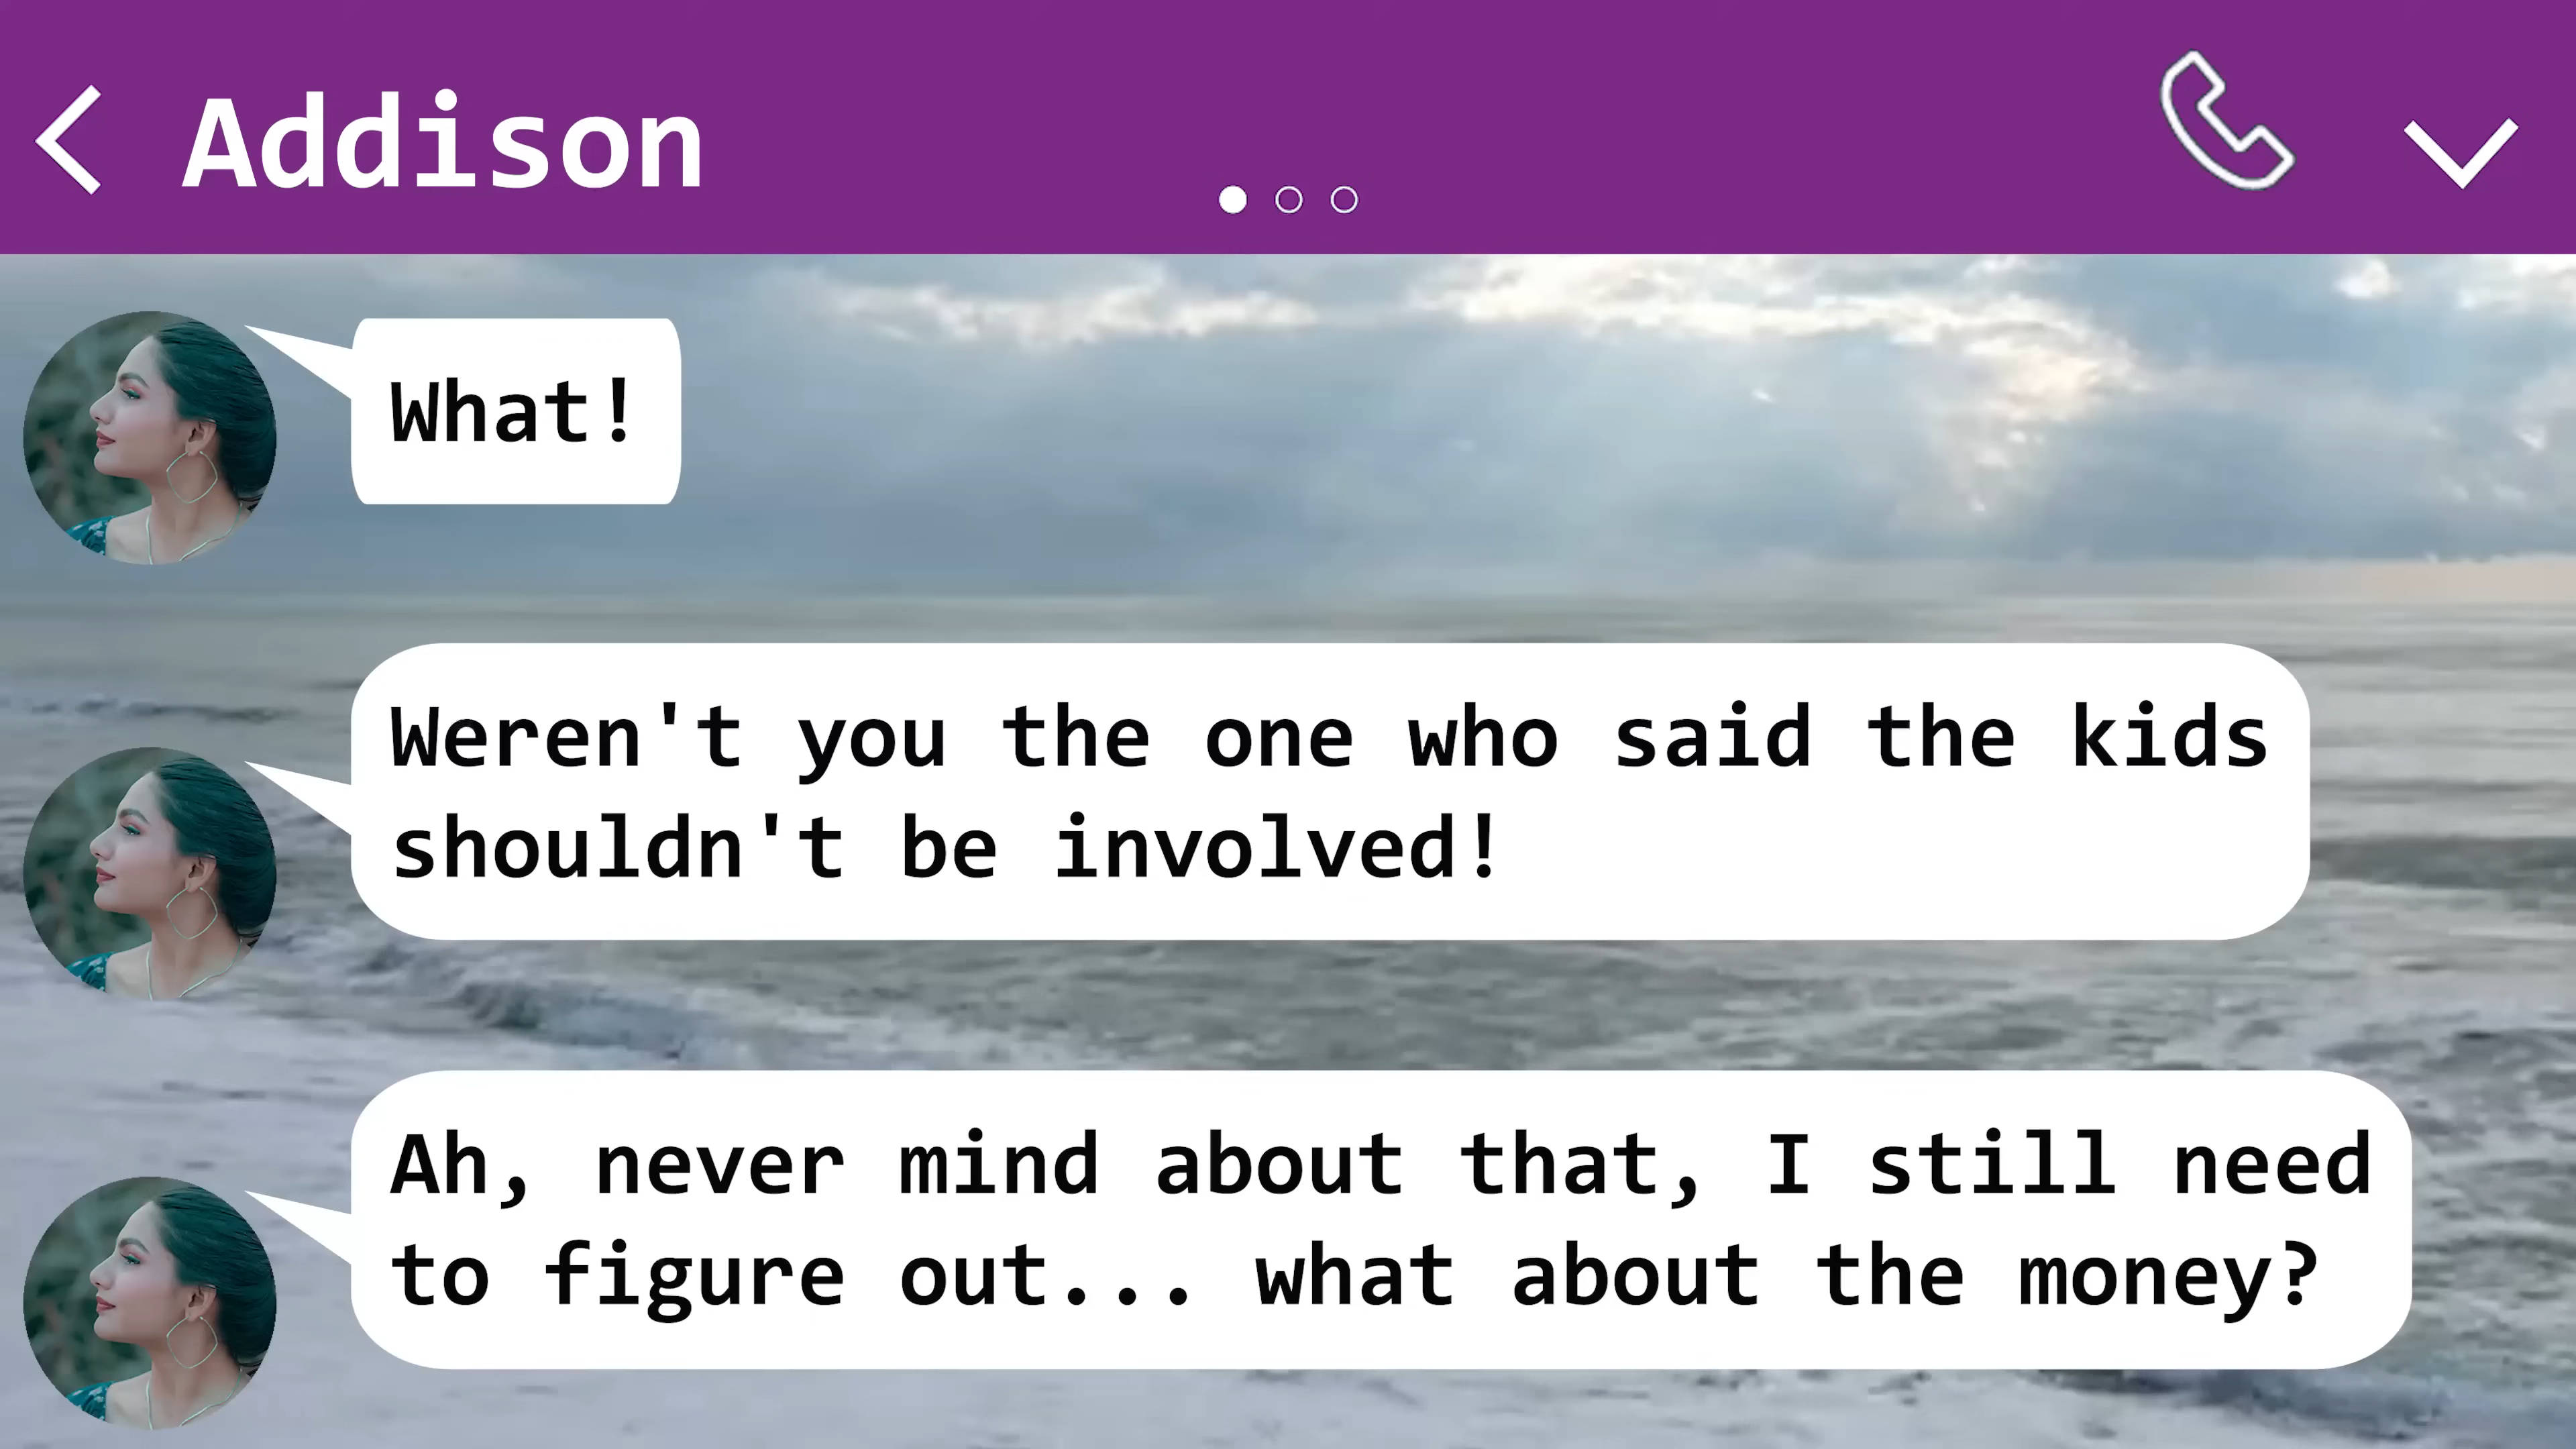 Addison
What!
Weren't you the one who said the kids
shouldn't be involved!
Ah, never mind about that, I still need
to figure out... what about the money?